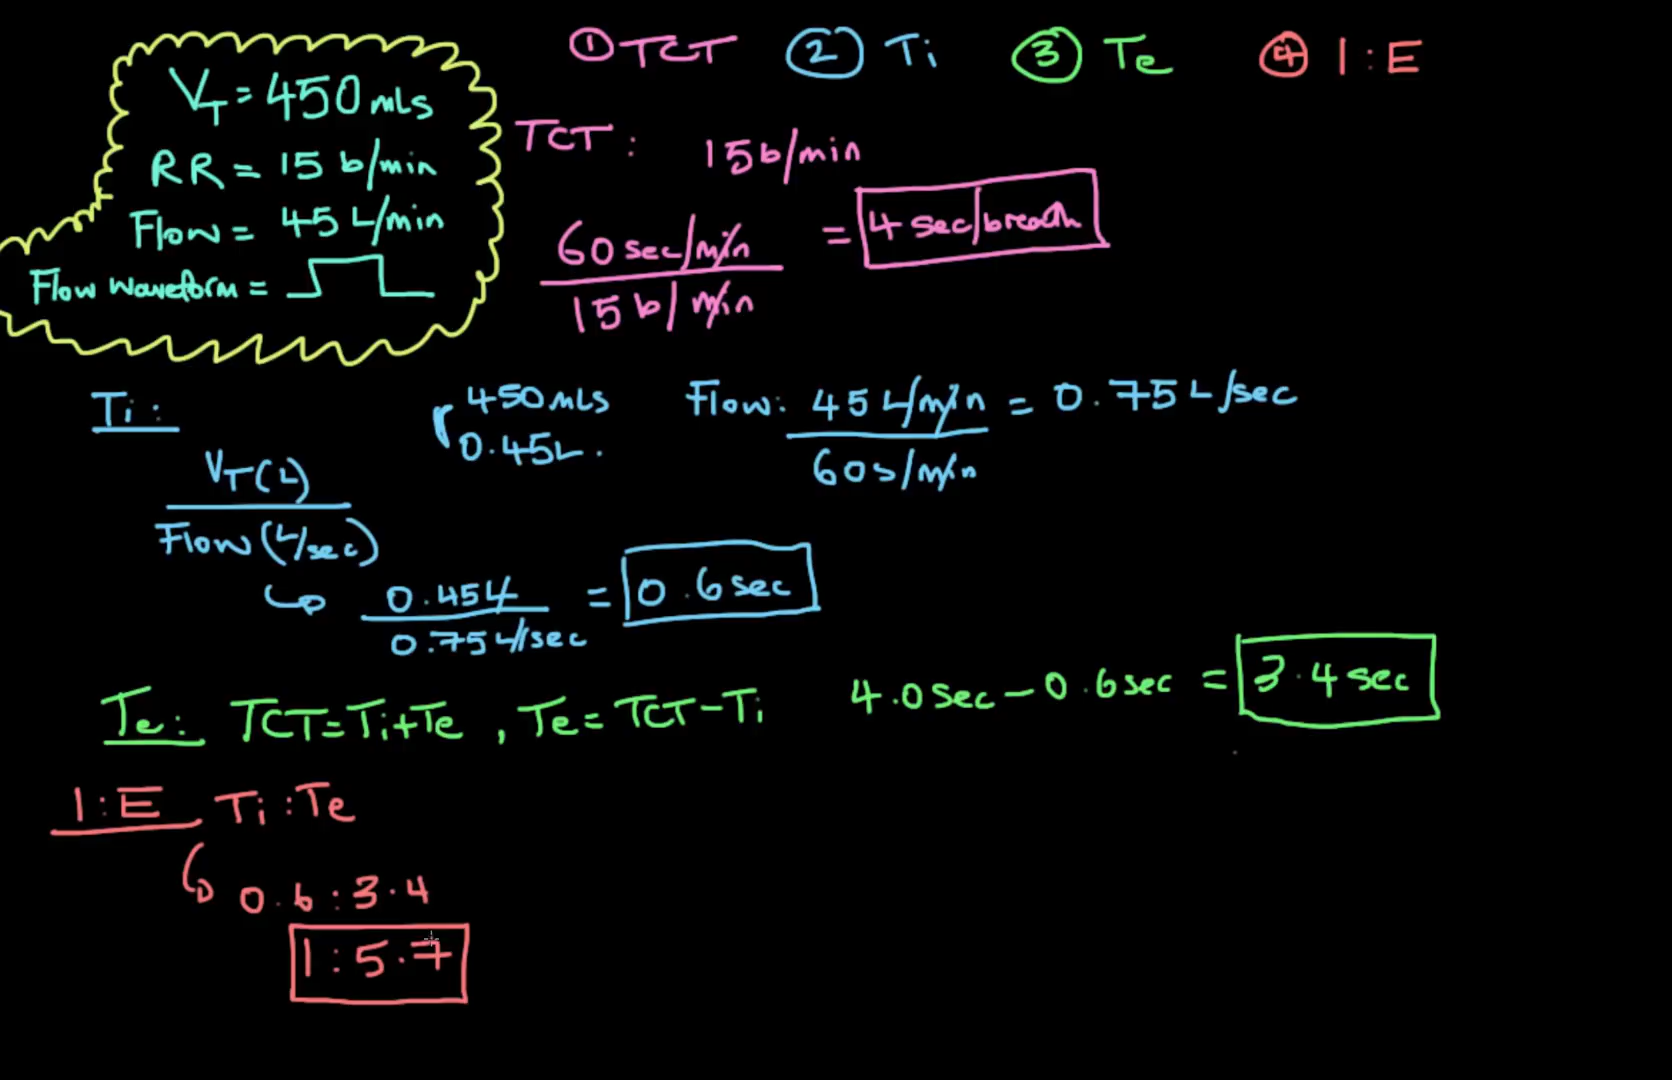 ① TCT ② Ti ③ Te ④ I:E
VT = 450 mLs
RR = 15 b/min
Flow = 45 L/min
Flow Waveform =
TCT: 15 b/min
60 sec/min
15 b/min
= 4 sec/breath
Ti:
VT (L)
Flow (L/sec)
450 mLs
0.45L.
Flow: 45 L/min = 0.75 L/sec
60 s/min
0.45 L
0.75 L/sec
= 0.6 sec
Te: TCT = Ti + Te, Te = TCT - Ti 4.0 sec - 0.6 sec = 3.4 sec
I:E Ti:Te
0.6:3.4
1:5.7